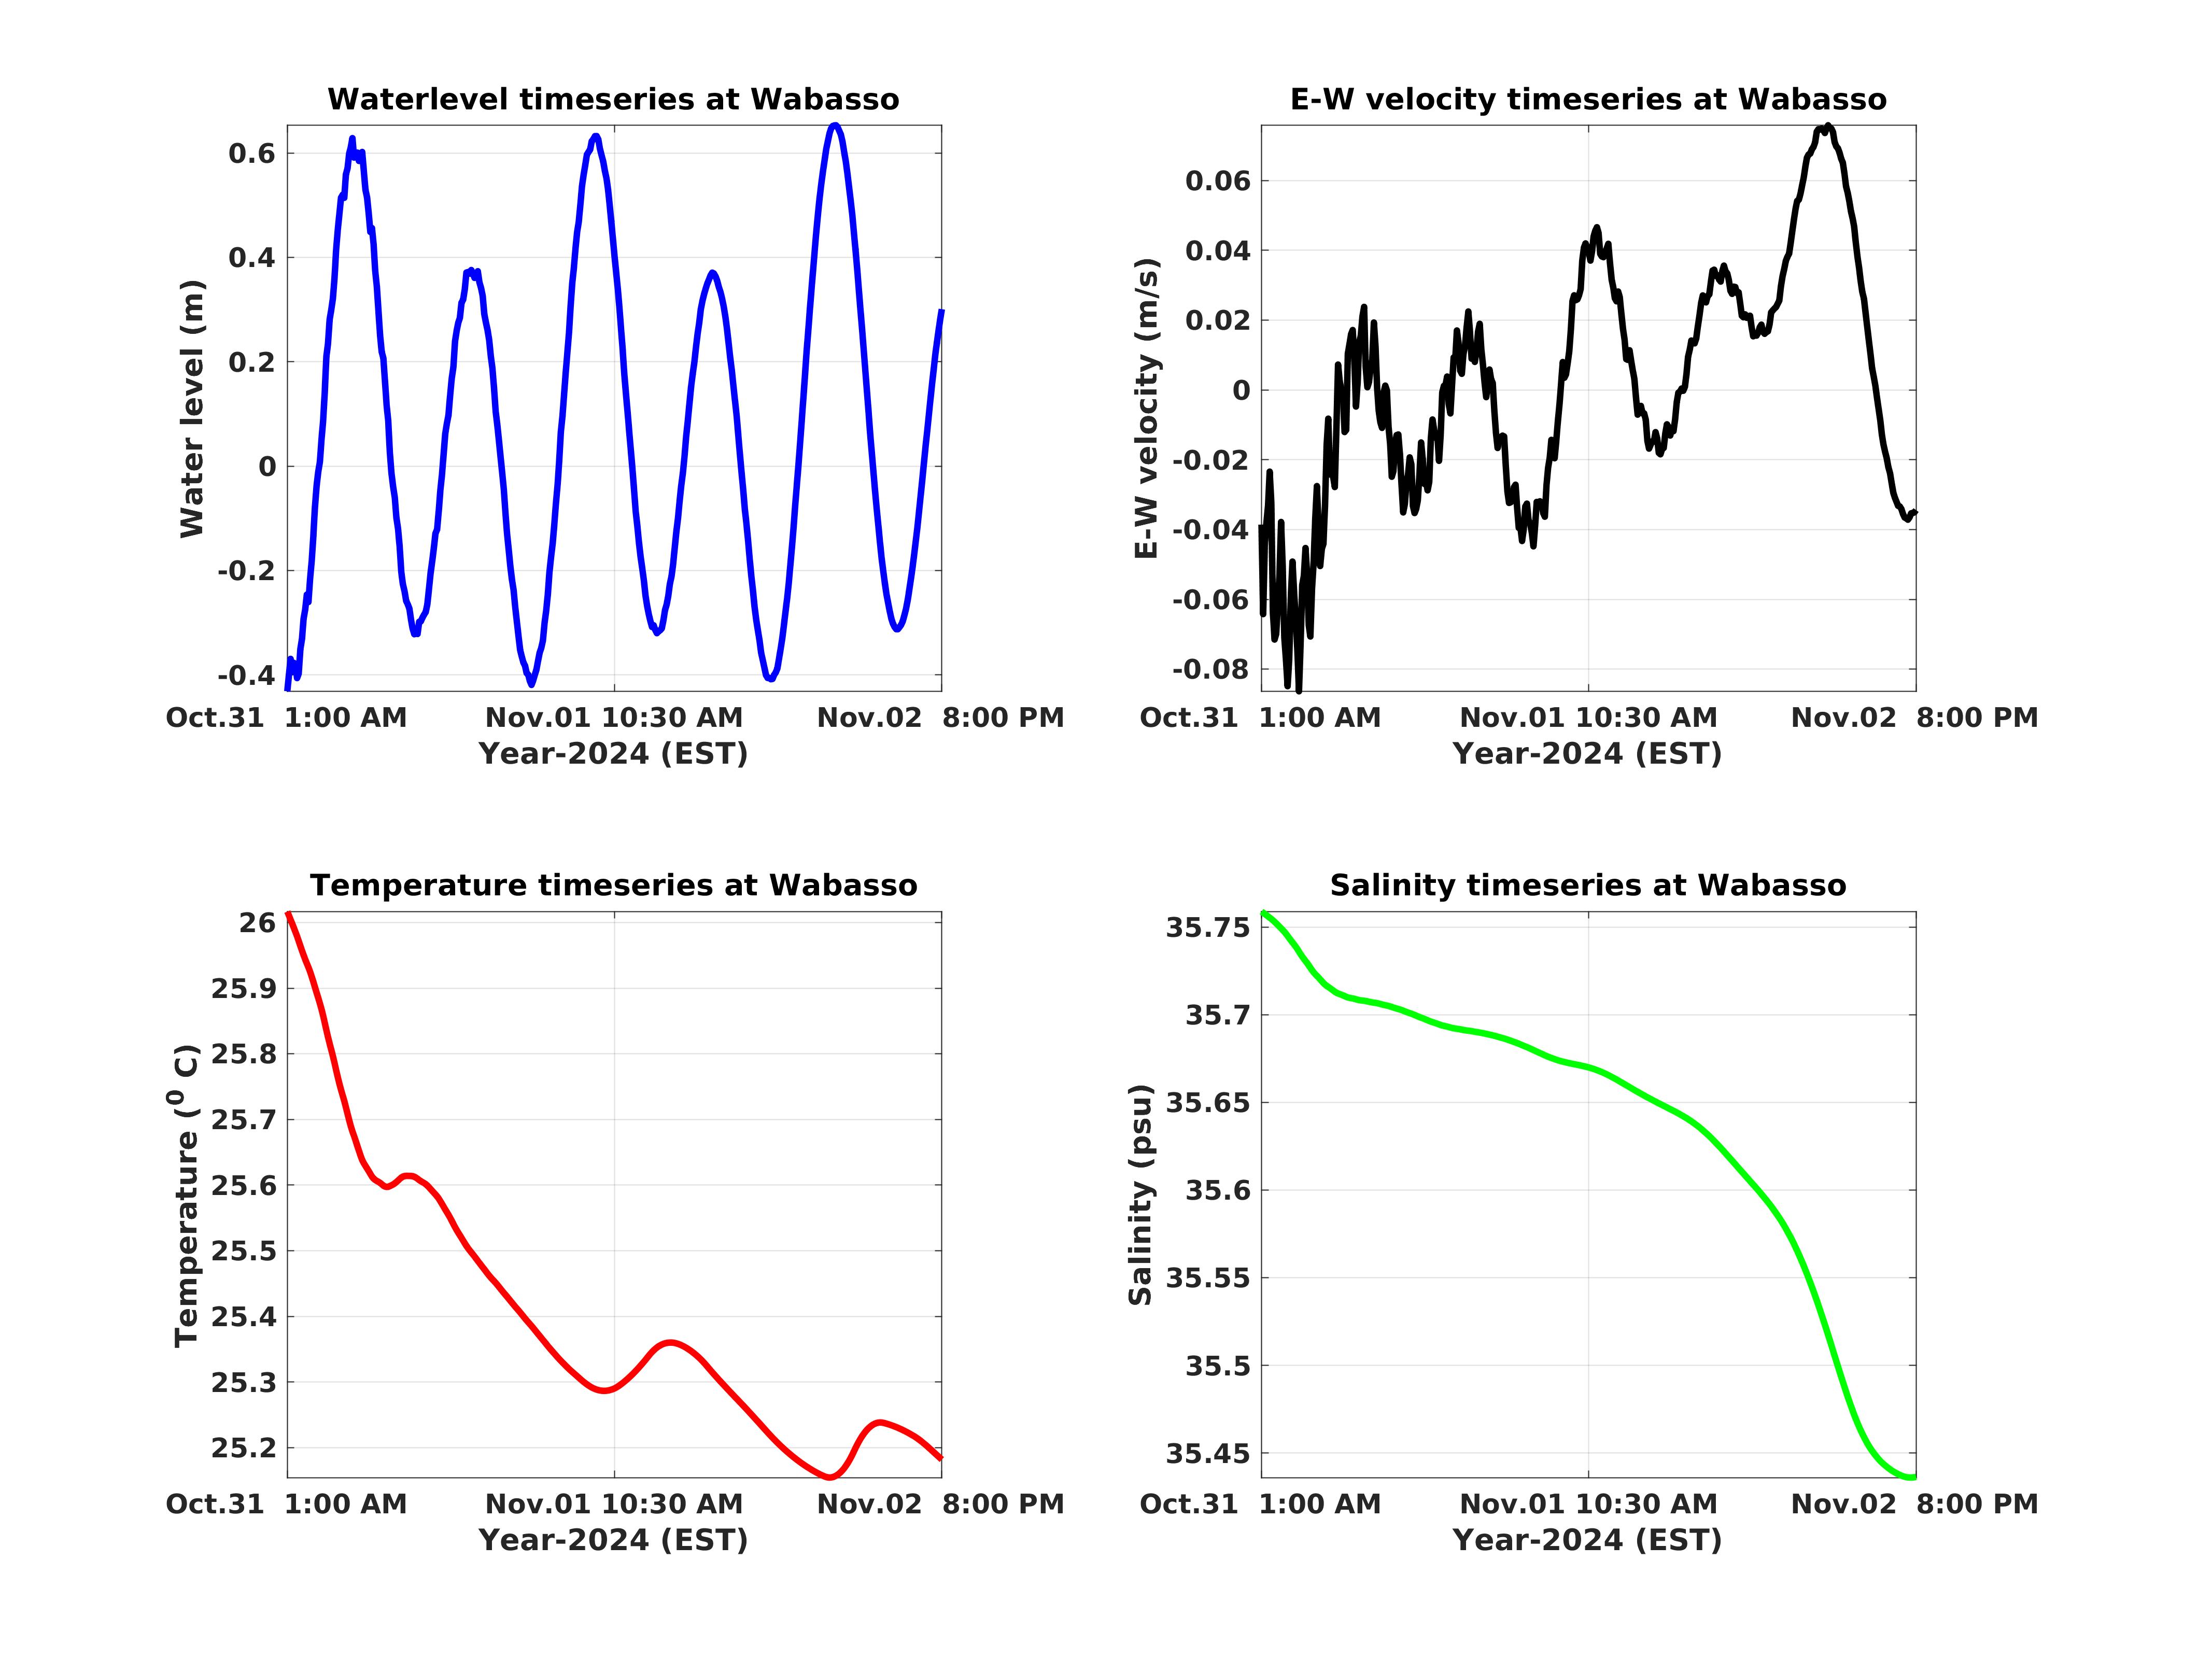 Waterlevel timeseries at Wabasso
0.6
0.4
0.2
0
-0.2
-0.4
Water level (m)
Oct.31 1:00 AM Nov.01 10:30 AM Nov.02 8:00 PM
Year-2024 (EST)
E-W velocity timeseries at Wabasso
0.06
0.04
0.02
0
-0.02
-0.04
-0.06
-0.08
E-W velocity (m/s)
Oct.31 1:00 AM Nov.01 10:30 AM Nov.02 8:00 PM
Year-2024 (EST)
Temperature timeseries at Wabasso
26
25.9
25.8
25.7
25.6
25.5
25.4
25.3
25.2
Temperature (⁰ C)
Oct.31 1:00 AM Nov.01 10:30 AM Nov.02 8:00 PM
Year-2024 (EST)
Salinity timeseries at Wabasso
35.75
35.7
35.65
35.6
35.55
35.5
35.45
Salinity (psu)
Oct.31 1:00 AM Nov.01 10:30 AM Nov.02 8:00 PM
Year-2024 (EST)